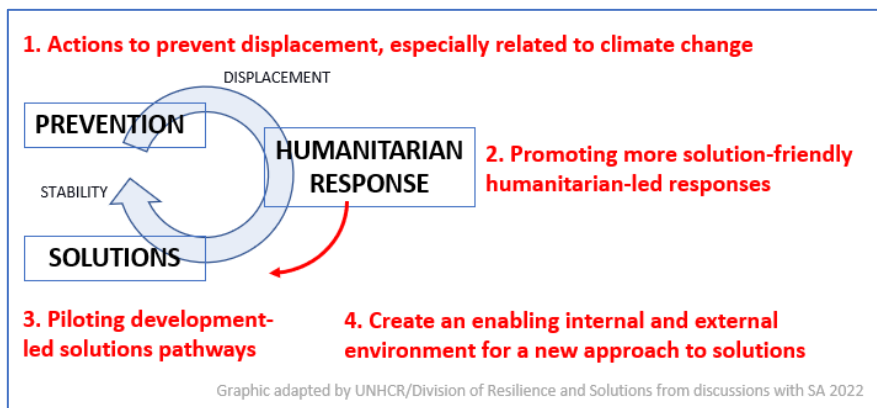 1. Actions to prevent displacement, especially related to climate change
DISPLACEMENT
PREVENTION
HUMANITARIAN
RESPONSE
2. Promoting more solution-friendly
humanitarian-led responses
STABILITY
SOLUTIONS
3. Piloting development-
led solutions pathways
4. Create an enabling internal and external
environment for a new approach to solutions
Graphic adapted by UNHCR/Division of Resilience and Solutions from discussions with SA 2022